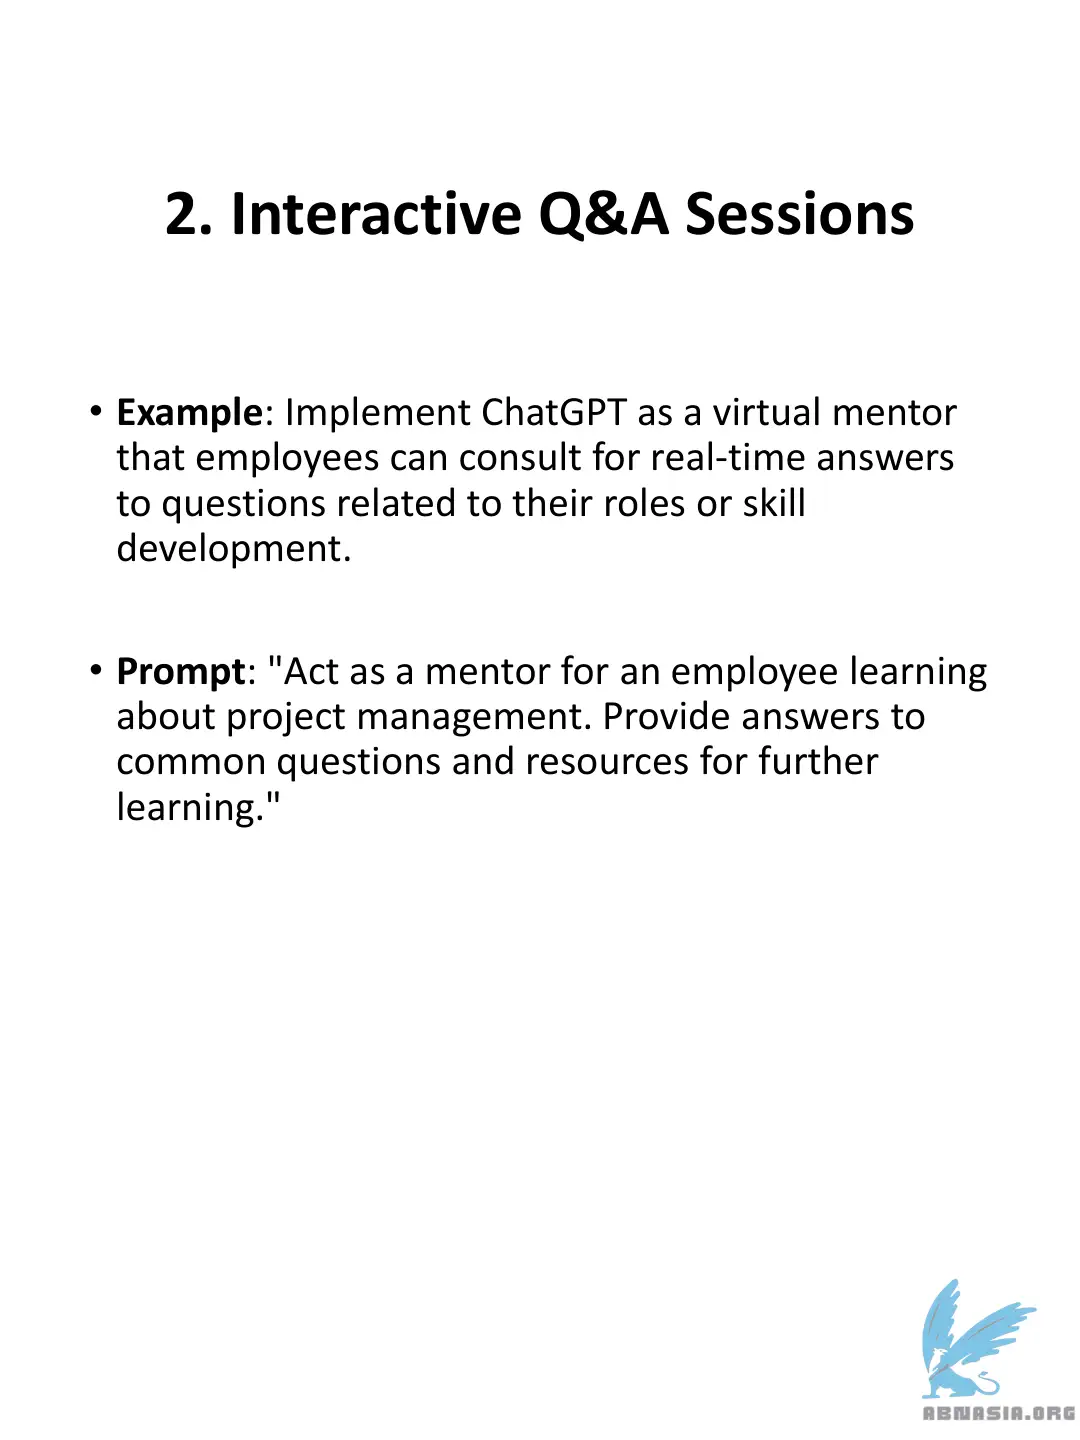 2. Interactive Q&A Sessions
• Example: Implement ChatGPT as a virtual mentor
that employees can consult for real-time answers
to questions related to their roles or skill
development.
• Prompt: "Act as a mentor for an employee learning
about project management. Provide answers to
common questions and resources for further
learning."
ABNASIA.ORG